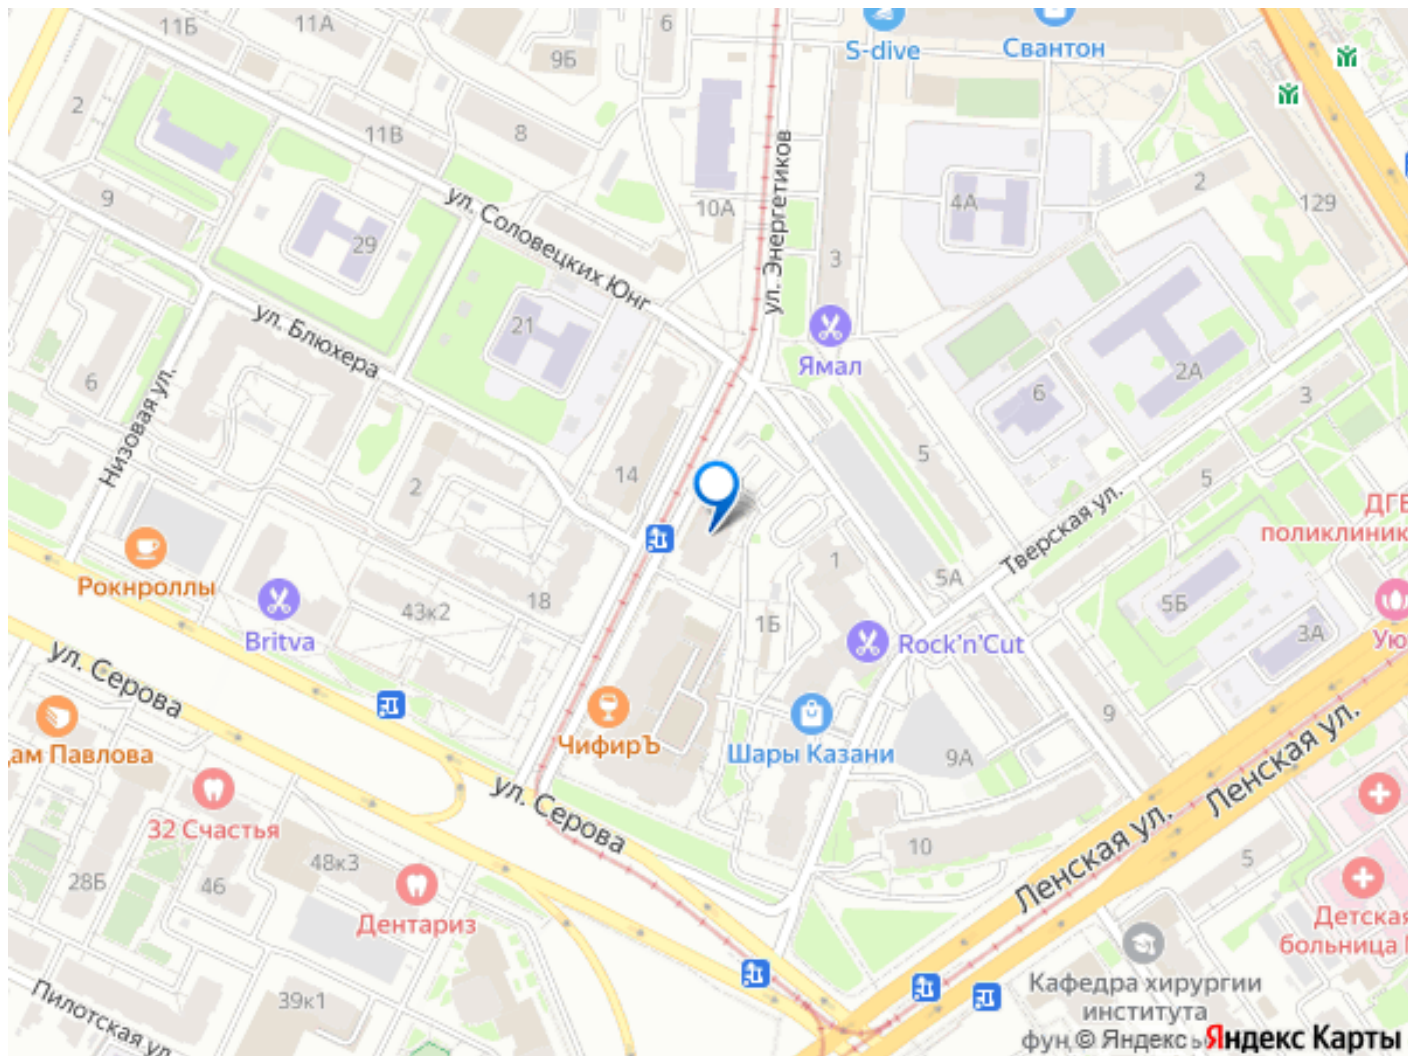 11Б
11А
6
9Б
S-dive
Свантон
2
11В
8
ул. Энергетиков
9
ул. Соловецких Юнг
10А
4А
2
129
29
3
ул. Блюхера
21
Ямал
2А
6
Низовая ул.
6
3
14
5
2
5
Тверская ул.
поликлиник
Рокнроллы
1
5А
43к2
18
1Б
5Б
3А
Britva
Rock'n'Cut
Ую
ул. Серова
9
ЧифирЪ
Шары Казани
9А
ам Павлова
ул. Серова
Ленская ул.
Ленская ул.
32 Счастья
48к3
10
5
28Б
46
Дентариз
Детская
больница
Кафедра хирургии
института
фун
39к1
Пилотская ул.
© Яндекс
Яндекс Карты